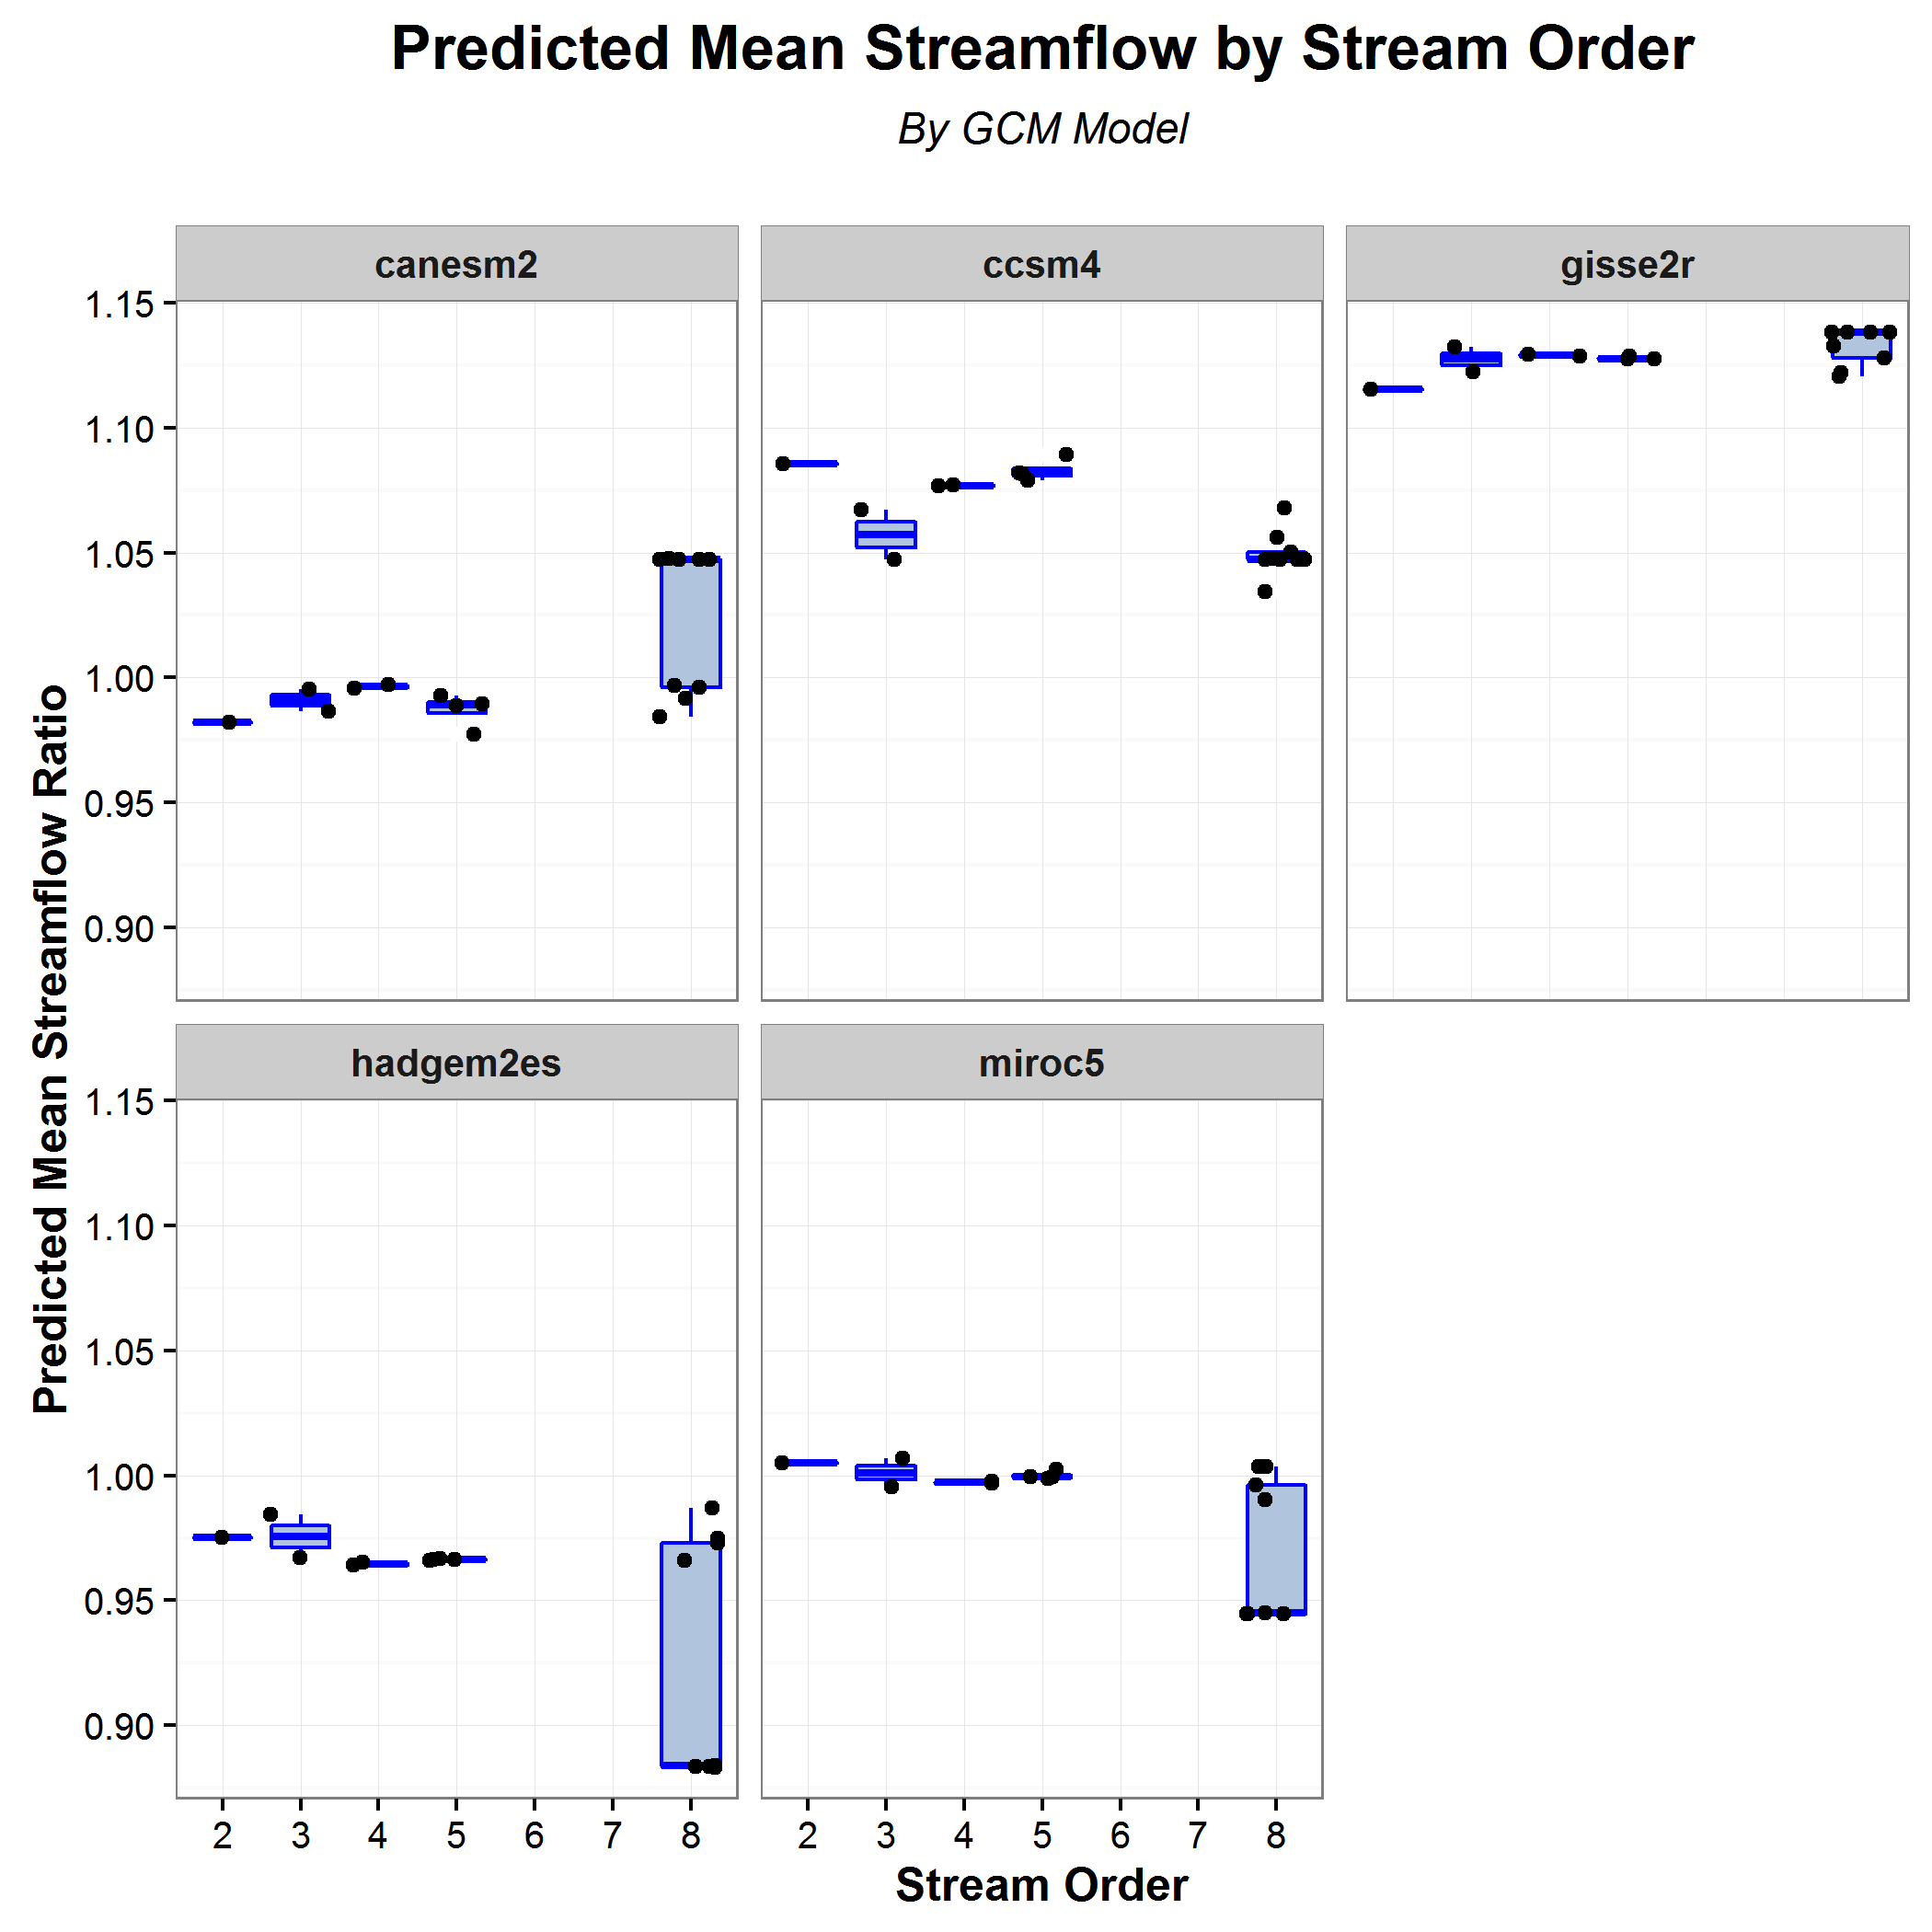 Predicted Mean Streamflow by Stream Order
By GCM Model
canesm2
ccsm4
gisse2r
Predicted Mean Streamflow Ratio
1.15
1.10
1.05
1.00
0.95
0.90
hadgem2es
miroc5
1.15
1.10
1.05
1.00
0.95
0.90
2 3 4 5 6 7 8
2 3 4 5 6 7 8
Stream Order